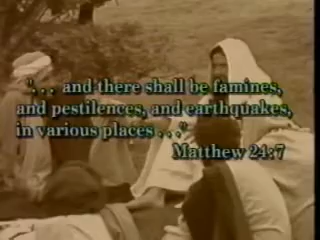 ". . . and there shall be famines,
and pestilences, and earthquakes,
in various places . . ."
Matthew 24:7